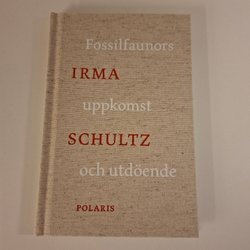 Fossilfaunors
IRMA
uppkomst
SCHULTZ
och utdöende
POLARIS